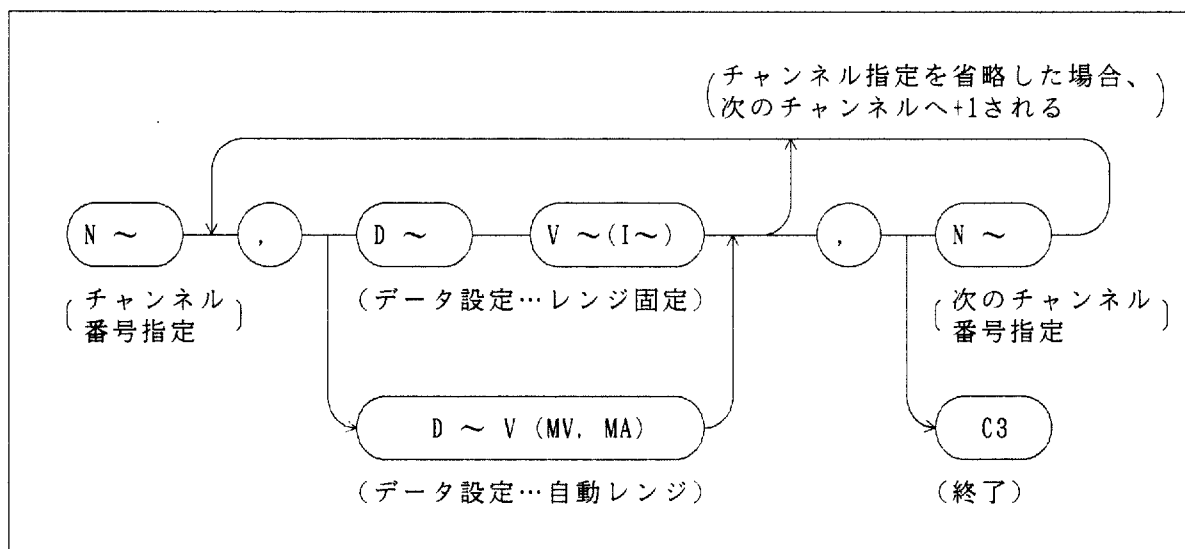 (チャンネル指定を省略した場合、
次のチャンネルへ+1される)
N ～
,
D ～
V ～(I～)
,
N ～
(チャンネル
番号指定)
(データ設定…レンジ固定)
(次のチャンネル
番号指定)
D ～ V (MV, MA)
C3
(データ設定…自動レンジ)
(終了)